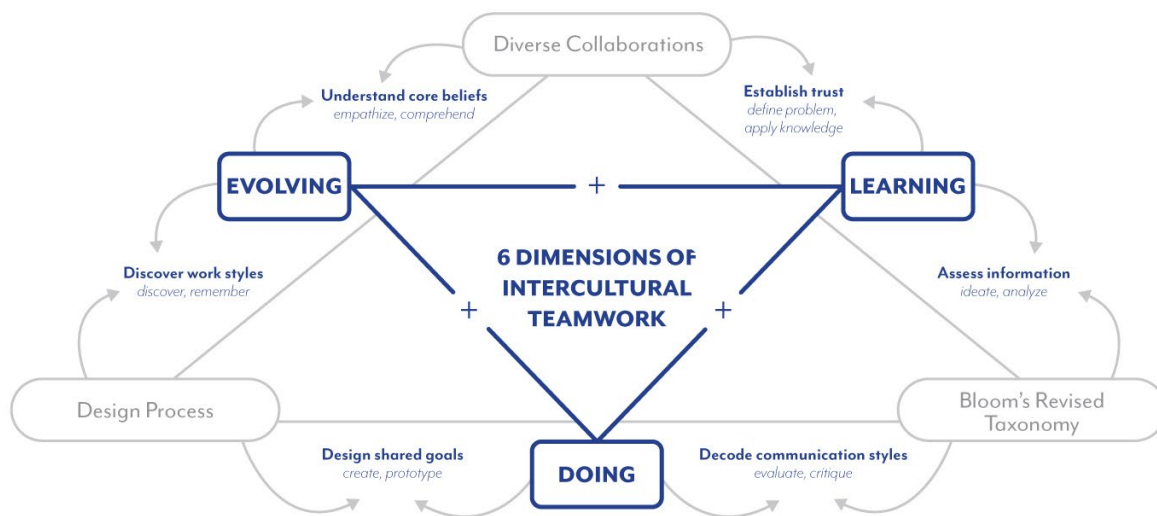 Diverse Collaborations
Understand core beliefs
empathize, comprehend
Establish trust
define problem,
apply knowledge
EVOLVING
+
LEARNING
6 DIMENSIONS OF
INTERCULTURAL
TEAMWORK
Discover work styles
discover, remember
Assess information
ideate, analyze
+
+
Design Process
Bloom's Revised
Taxonomy
Design shared goals
create, prototype
DOING
Decode communication styles
evaluate, critique